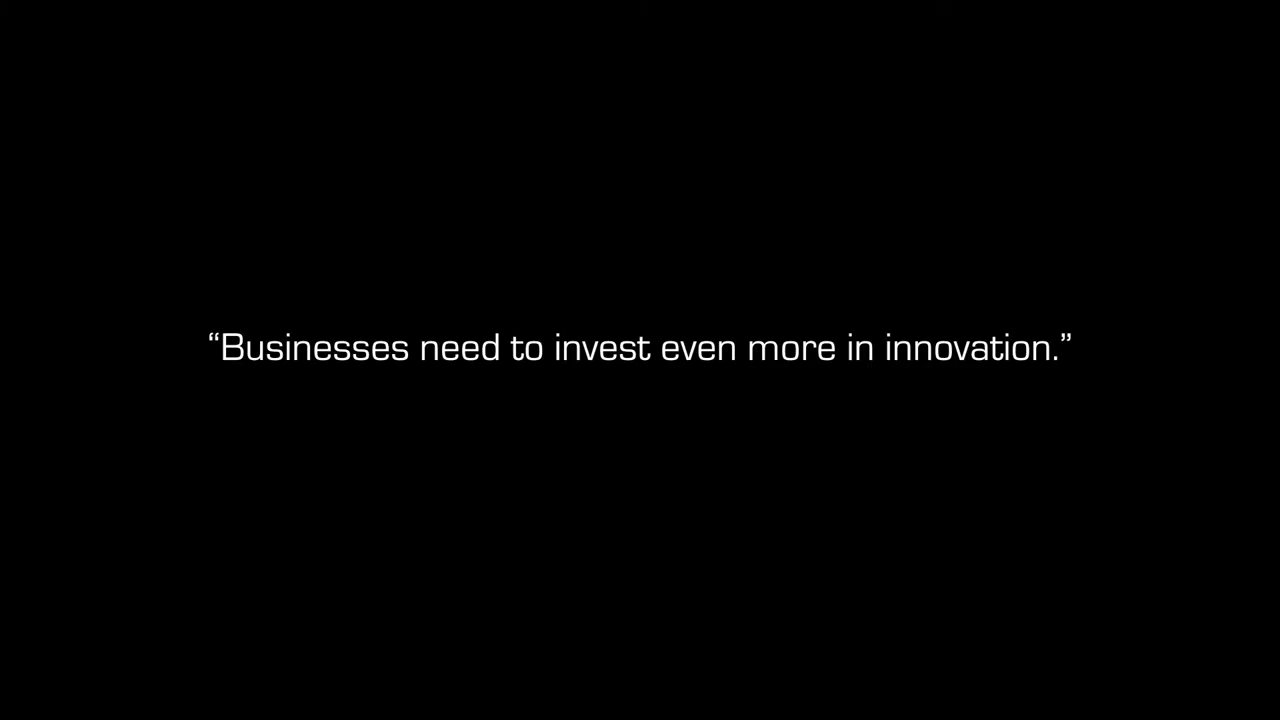 “Businesses need to invest even more in innovation.”